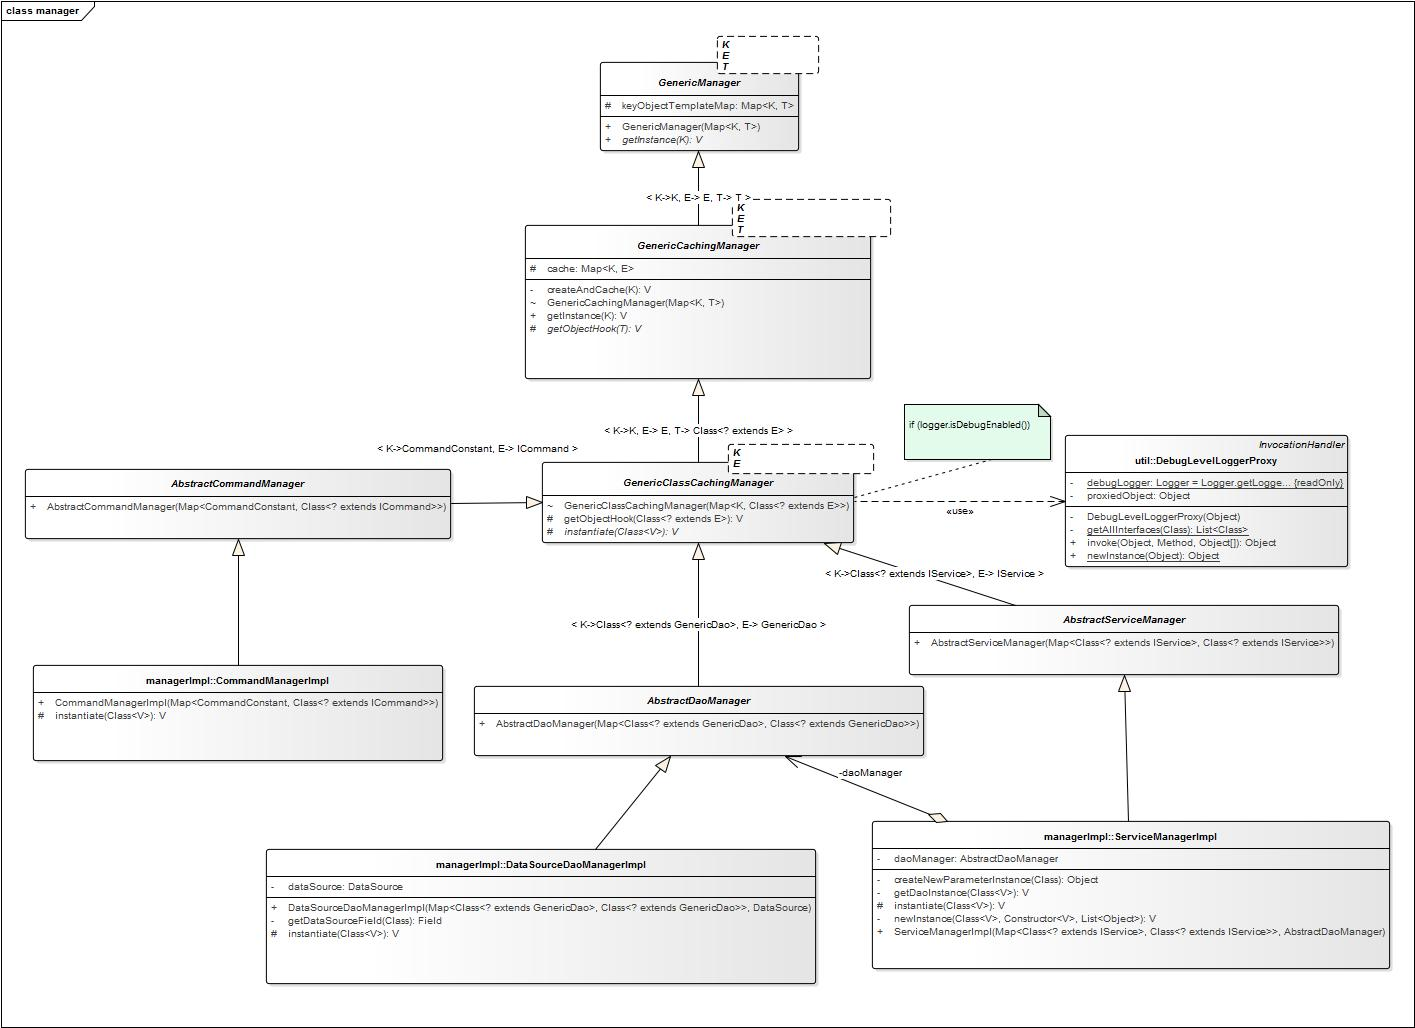 class manager
K
E
T
GenericManager
# keyObjectTemplateMap: Map<K, T>
+ GenericManager(Map<K, T>)
+ getInstance(K): V
< K->K, E-> E, T-> T >
K
E
T
GenericCachingManager
# cache: Map<K, E>
- createAndCache(K): V
~ GenericCachingManager(Map<K, T>)
+ getInstance(K): V
# getObjectHook(T): V
< K->K, E-> E, T-> Class<? extends E> >
if (logger.isDebugEnabled())
< K->CommandConstant, E-> ICommand >
K
E
GenericClassCachingManager
~ GenericClassCachingManager(Map<K, Class<? extends E>>)
# getObjectHook(Class<? extends E>): V
# instantiate(Class<V>): V
InvocationHandler
util::DebugLevelLoggerProxy
- debugLogger: Logger = Logger.getLogge... {readOnly}
- proxiedObject: Object
- DebugLevelLoggerProxy(Object)
- getAllInterfaces(Class): List<Class>
+ invoke(Object, Method, Object[]): Object
+ newInstance(Object): Object
«use»
AbstractCommandManager
+ AbstractCommandManager(Map<CommandConstant, Class<? extends ICommand>>)
< K->Class<? extends IService>, E-> IService >
< K->Class<? extends GenericDao>, E-> GenericDao >
AbstractServiceManager
+ AbstractServiceManager(Map<Class<? extends IService>, Class<? extends IService>>)
managerImpl::CommandManagerImpl
+ CommandManagerImpl(Map<CommandConstant, Class<? extends ICommand>>)
# instantiate(Class<V>): V
AbstractDaoManager
+ AbstractDaoManager(Map<Class<? extends GenericDao>, Class<? extends GenericDao>>)
-daoManager
managerImpl::DataSourceDaoManagerImpl
- dataSource: DataSource
+ DataSourceDaoManagerImpl(Map<Class<? extends GenericDao>, Class<? extends GenericDao>>, DataSource)
- getDataSourceField(Class): Field
# instantiate(Class<V>): V
managerImpl::ServiceManagerImpl
- daoManager: AbstractDaoManager
- createNewParameterInstance(Class): Object
- getDaoInstance(Class<V>): V
# instantiate(Class<V>): V
- newInstance(Class<V>, Constructor<V>, List<Object>): V
+ ServiceManagerImpl(Map<Class<? extends IService>, Class<? extends IService>>, AbstractDaoManager)